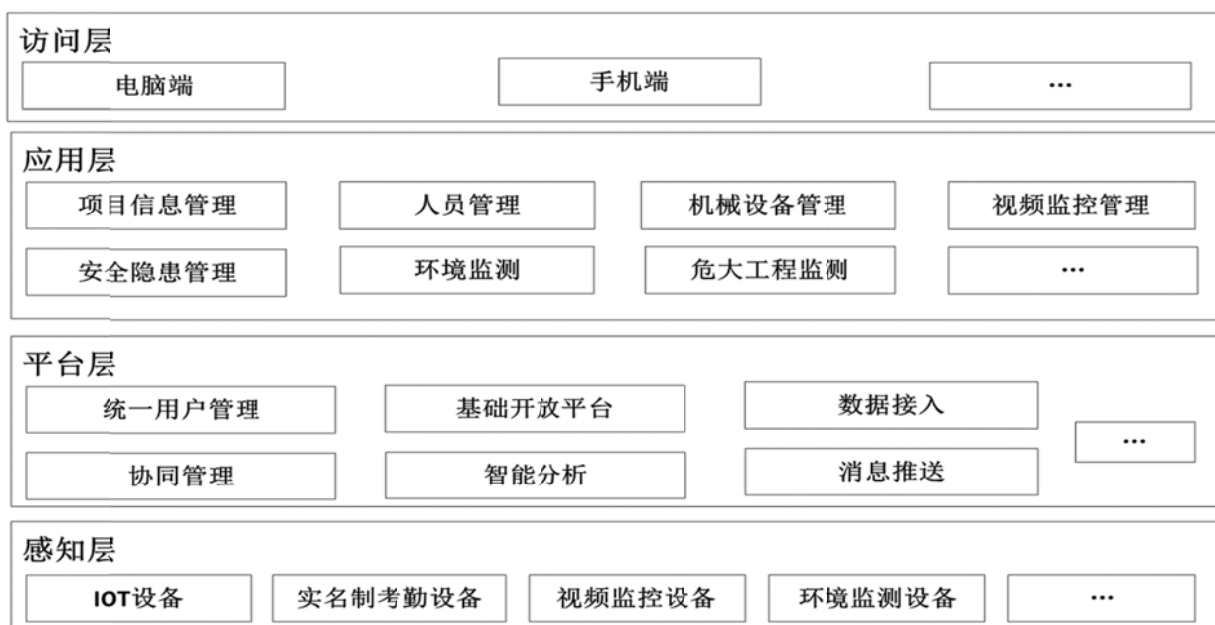 访问层
电脑端 手机端 …
应用层
项目信息管理 人员管理 机械设备管理 视频监控管理
安全隐患管理 环境监测 危大工程监测 …
平台层
统一用户管理 基础开放平台 数据接入
…
协同管理 智能分析 消息推送
感知层
IOT设备 实名制考勤设备 视频监控设备 环境监测设备 …